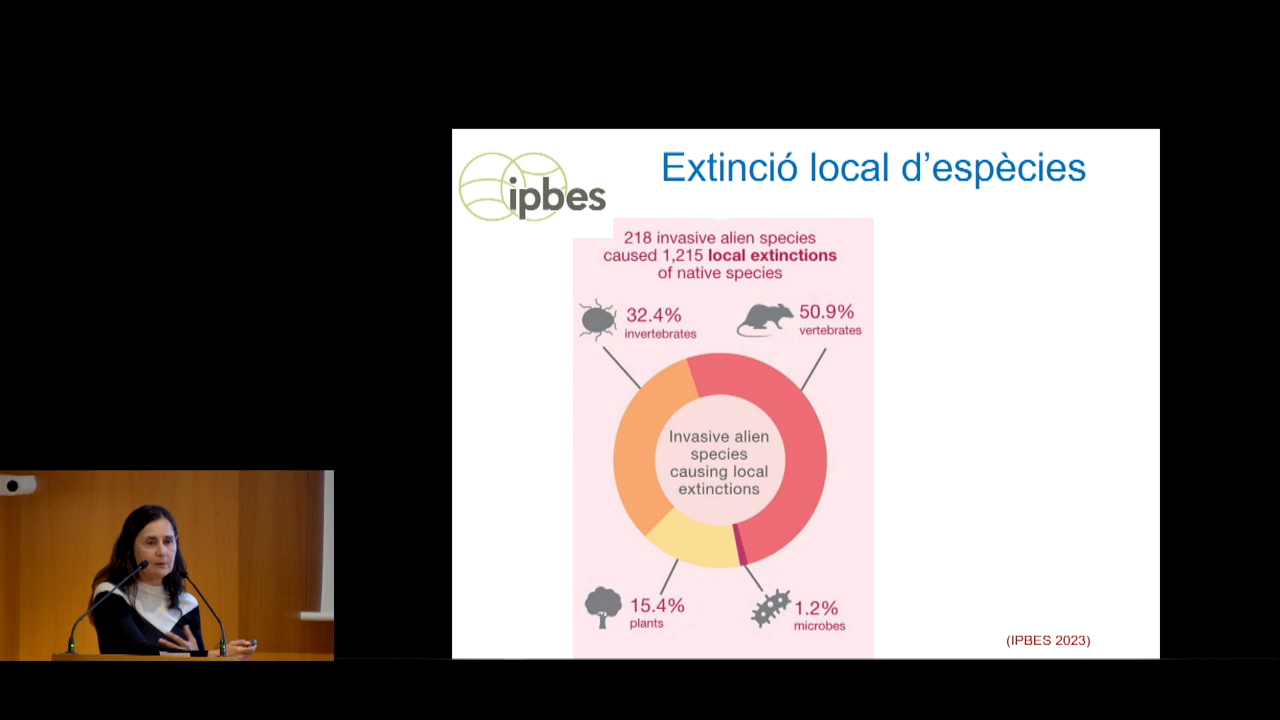 ipbes
Extinció local d'espècies
218 invasive alien species
caused 1,215 local extinctions
of native species
32.4%
invertebrates
50.9%
vertebrates
Invasive alien
species
causing local
extinctions
15.4%
plants
1.2%
microbes
(IPBES 2023)